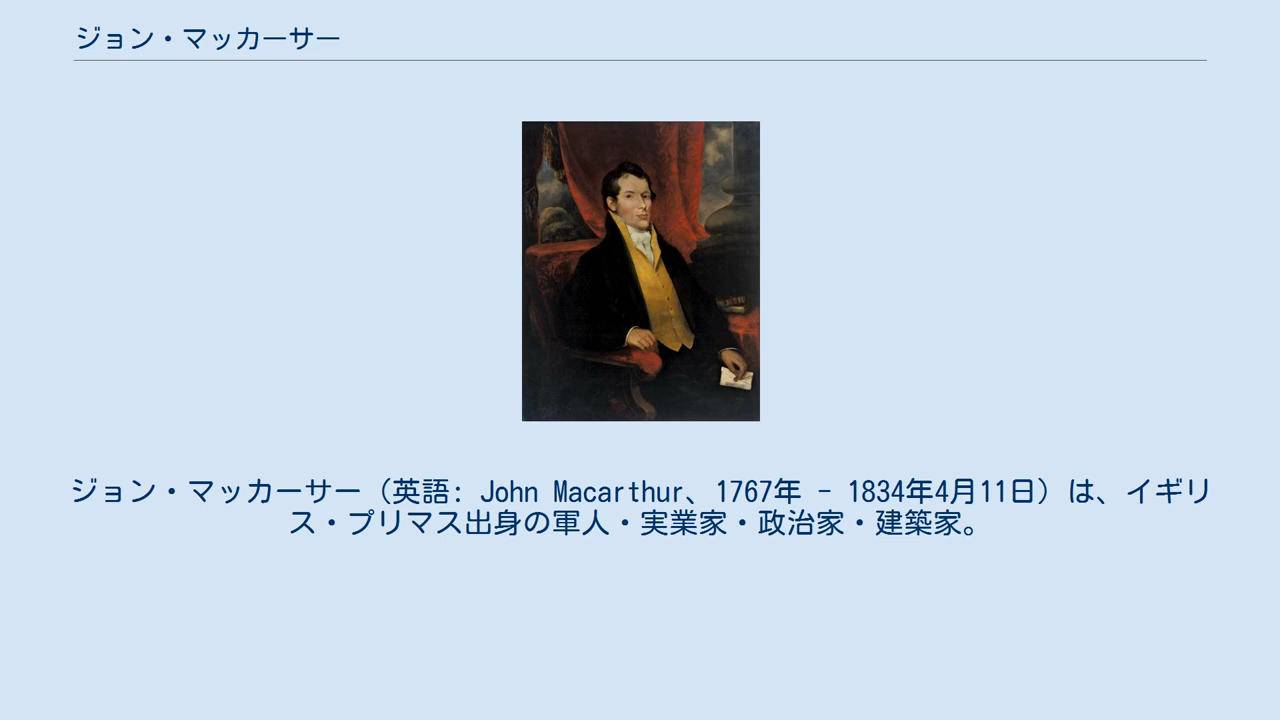 ジョン・マッカーサー
ジョン・マッカーサー（英語: John Macarthur、1767年 - 1834年4月11日）は、イギリ
ス・プリマス出身の軍人・実業家・政治家・建築家。